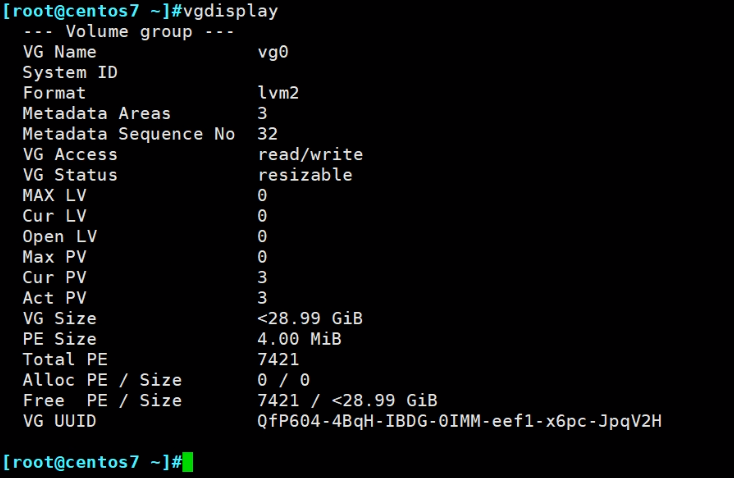 [root@centos7 ~]#vgdisplay
  --- Volume group ---
  VG Name               vg0
  System ID
  Format                lvm2
  Metadata Areas        3
  Metadata Sequence No  32
  VG Access             read/write
  VG Status             resizable
  MAX LV                0
  Cur LV                0
  Open LV               0
  Max PV                0
  Cur PV                3
  Act PV                3
  VG Size               <28.99 GiB
  PE Size               4.00 MiB
  Total PE              7421
  Alloc PE / Size       0 / 0
  Free  PE / Size       7421 / <28.99 GiB
  VG UUID               QfP604-4BqH-IBDG-0IMM-eef1-x6pc-JpqV2H
[root@centos7 ~]#